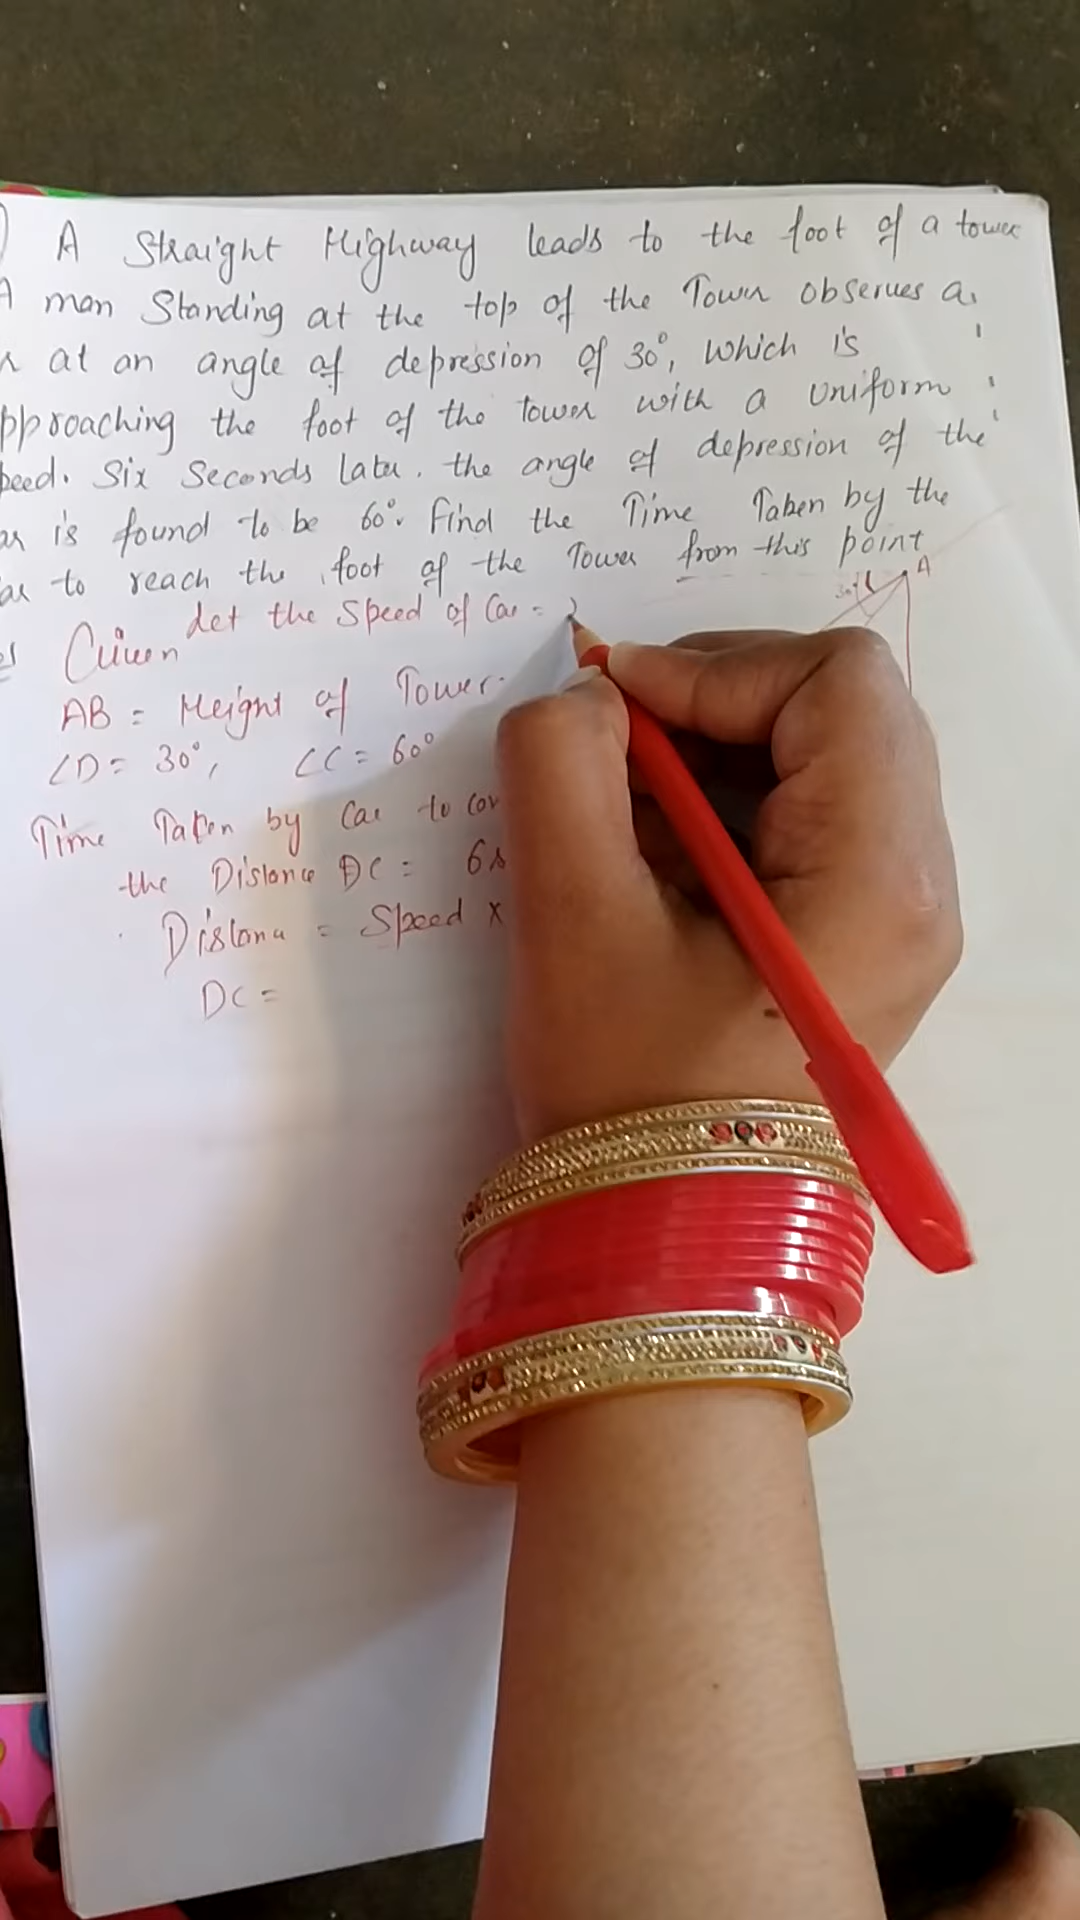 A Straight Highway leads to the foot of a tower
A man Standing at the top of the Tower observes a
at an angle of depression of 30°, which is
pproaching the foot of the tower with a uniform
peed. Six Seconds later. the angle of depression of the
ar is found to be 60°. Find the Time Taken by the
ar to reach the foot of the Tower from this point
A
30°
Let the Speed of Car =
Given
AB = Height of Tower.
∠D = 30°, ∠C = 60°
Time Taken by Car to cov
the Distance DC = 6s
Distance = Speed ×
DC =